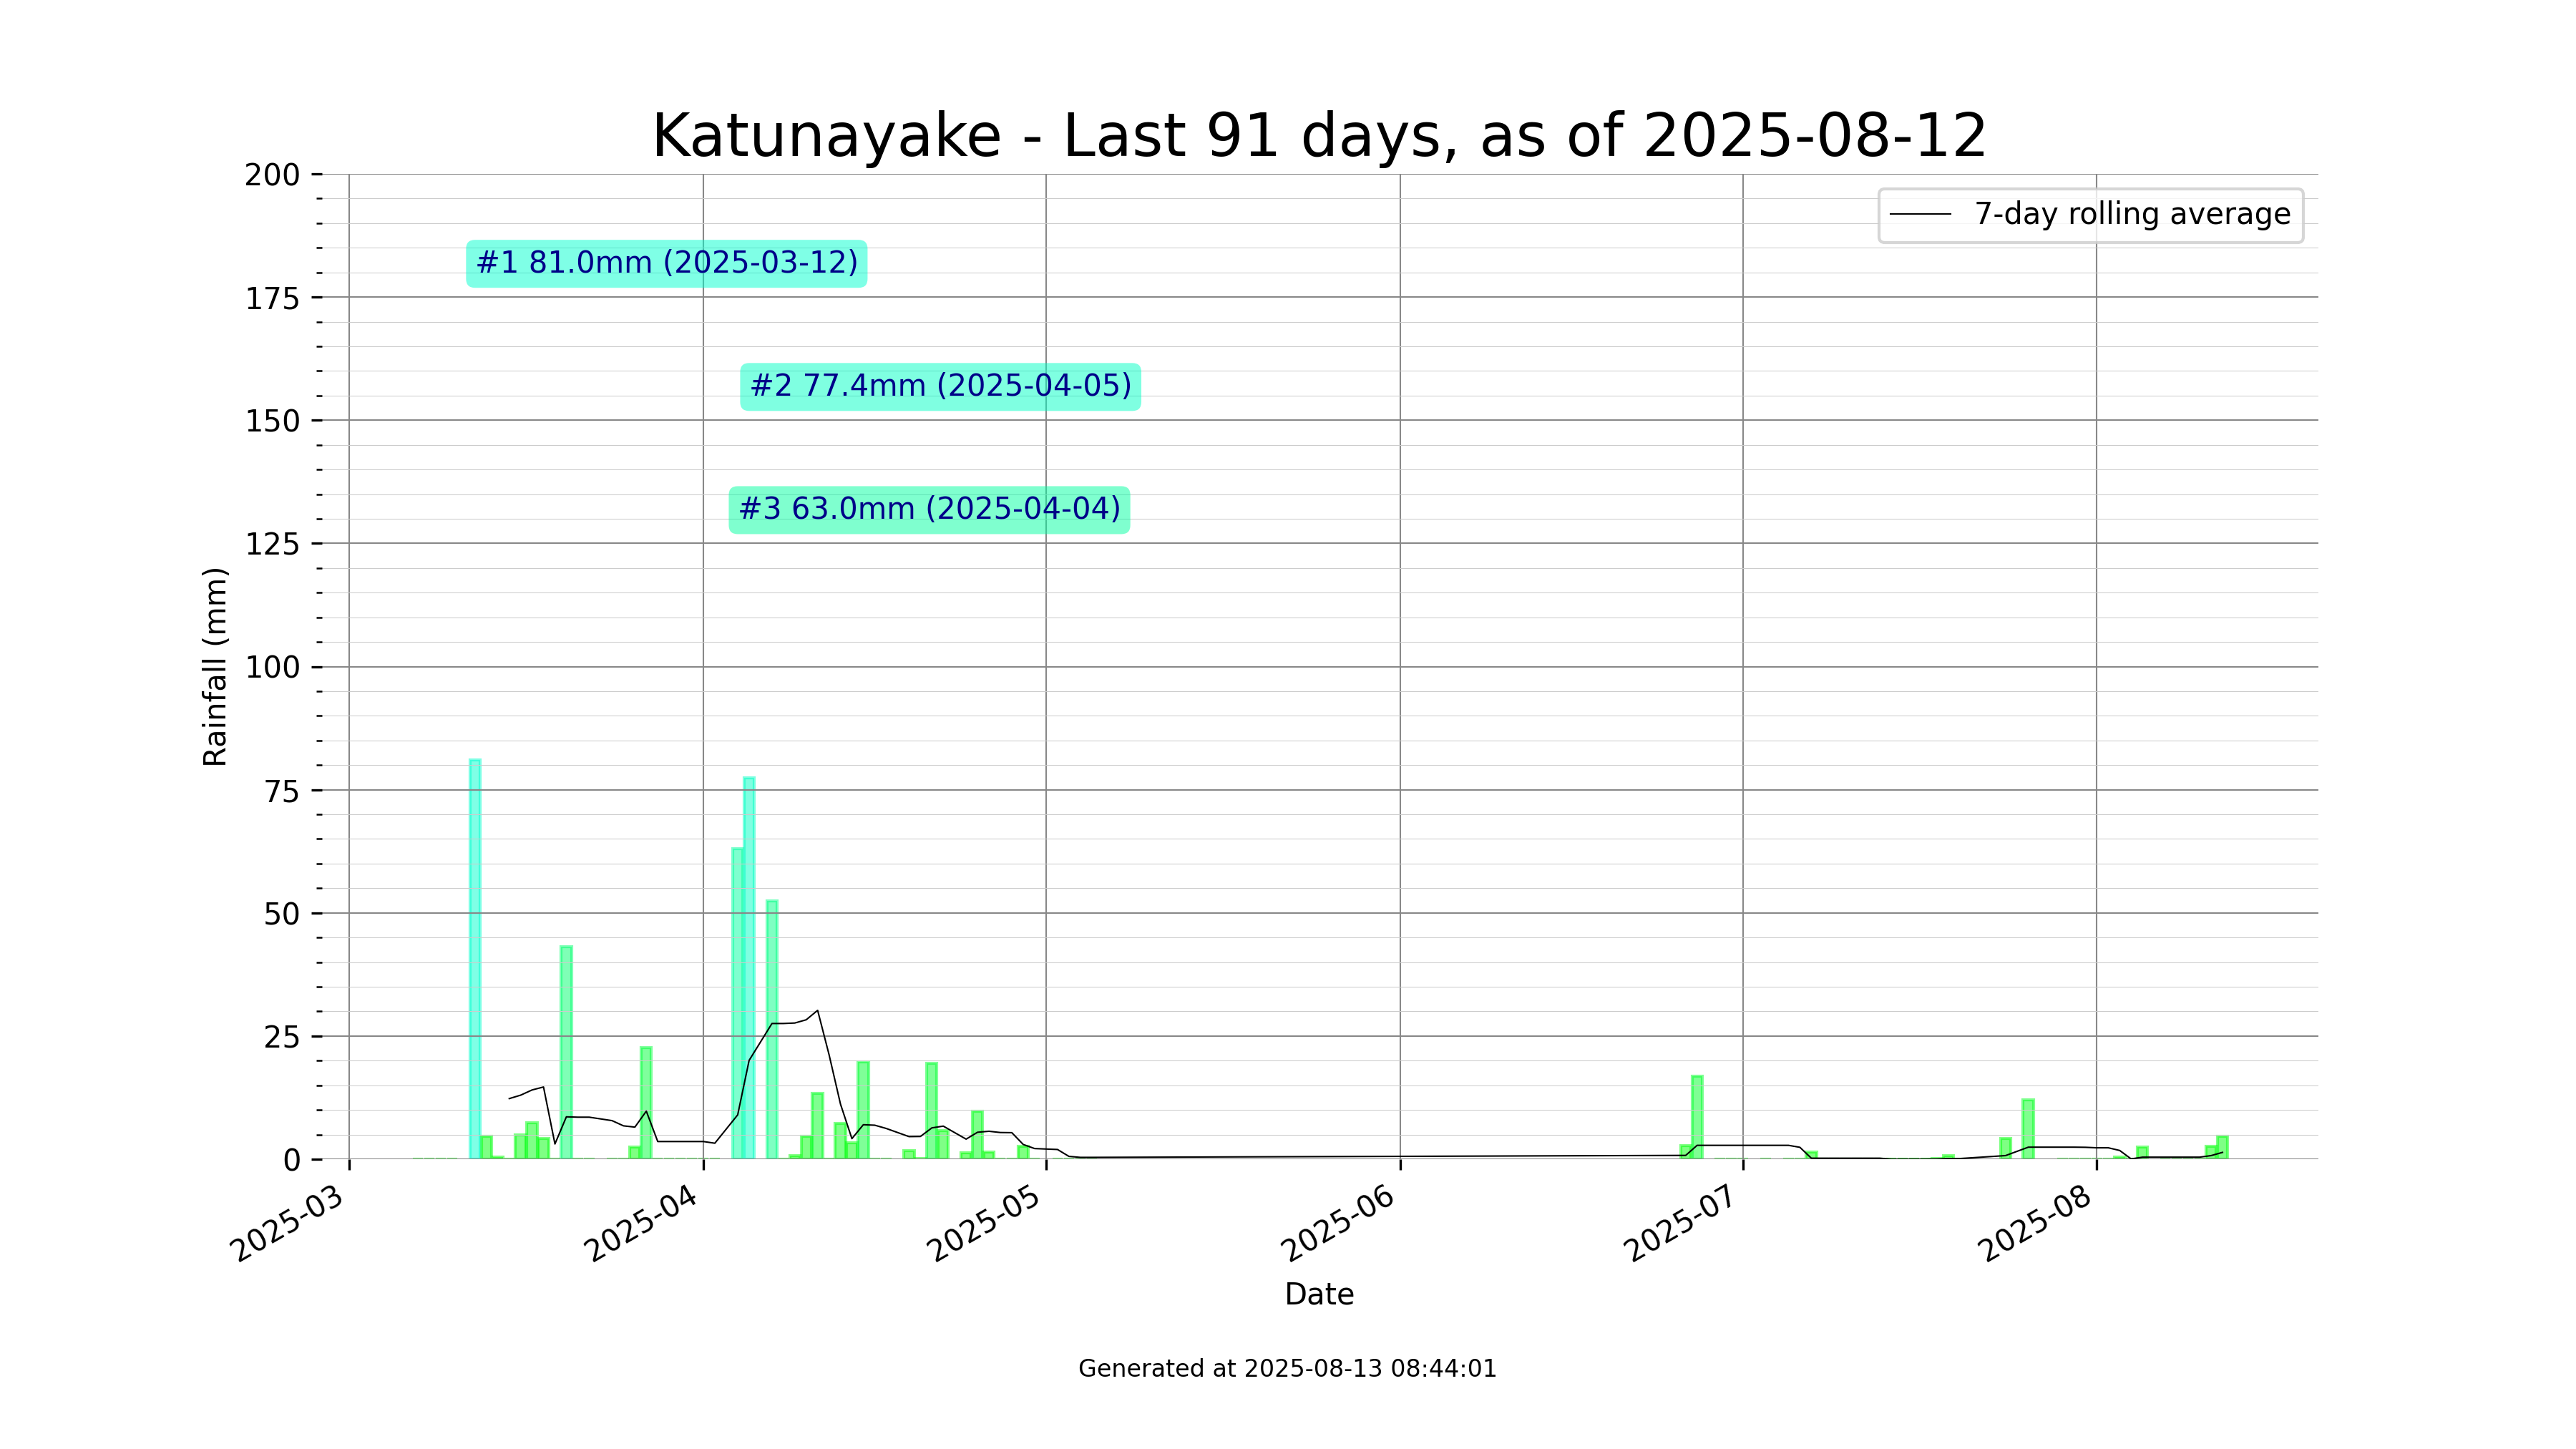 Katunayake - Last 91 days, as of 2025-08-12
200
175
150
125
100
75
50
25
0
Rainfall (mm)
7-day rolling average
#1 81.0mm (2025-03-12)
#2 77.4mm (2025-04-05)
#3 63.0mm (2025-04-04)
2025-03
2025-04
2025-05
2025-06
2025-07
2025-08
Date
Generated at 2025-08-13 08:44:01